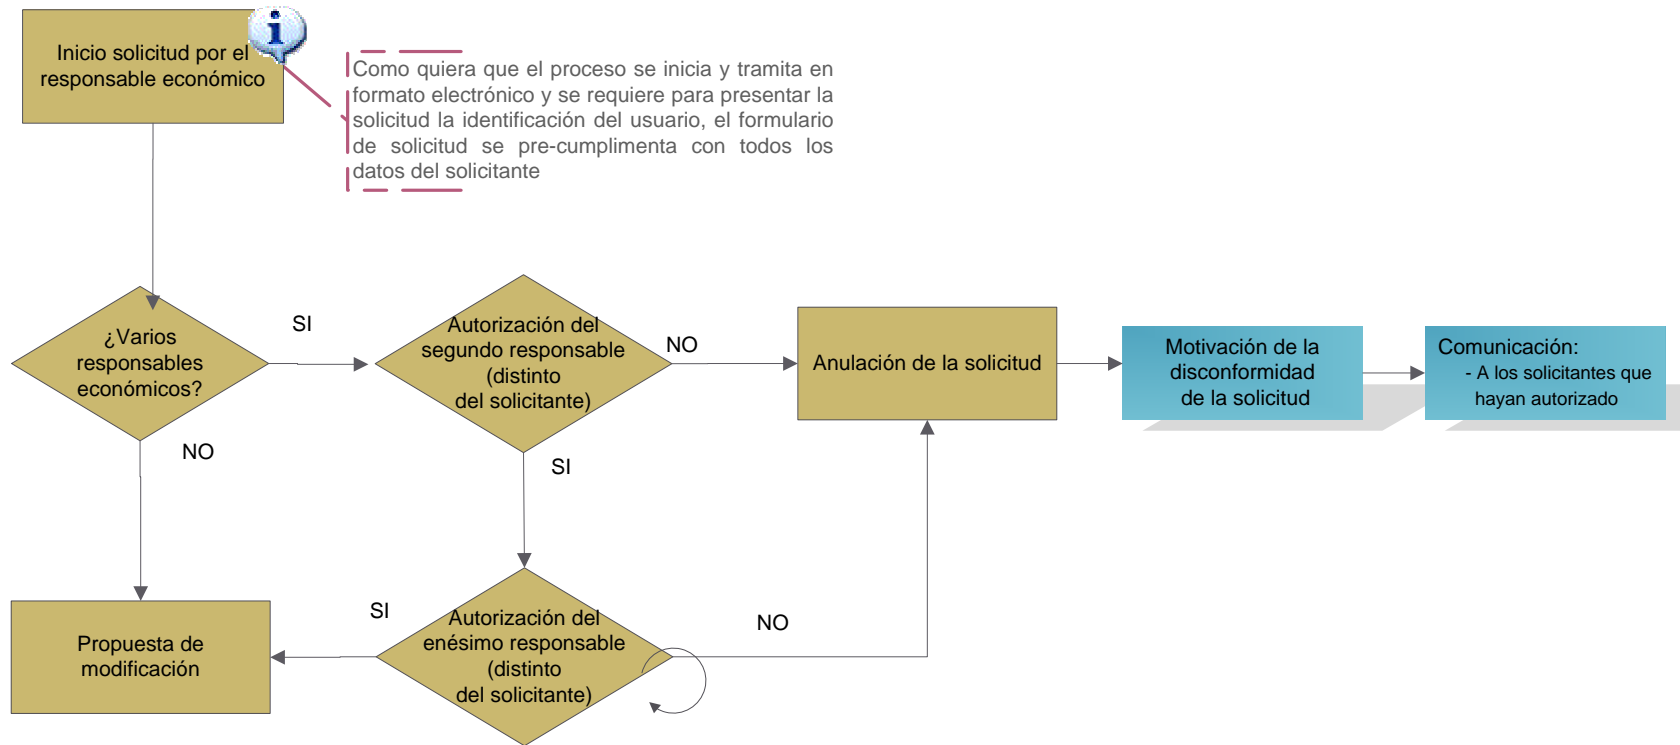 Inicio solicitud por el
responsable económico
Como quiera que el proceso se inicia y tramita en
formato electrónico y se requiere para presentar la
solicitud la identificación del usuario, el formulario
de solicitud se pre-cumplimenta con todos los
datos del solicitante
¿Varios
responsables
económicos?
SI
Autorización del
segundo responsable
(distinto
del solicitante)
NO
Anulación de la solicitud
Motivación de la
disconformidad
de la solicitud
Comunicación:
- A los solicitantes que
hayan autorizado
NO
SI
Propuesta de
modificación
SI
Autorización del
enésimo responsable
(distinto
del solicitante)
NO